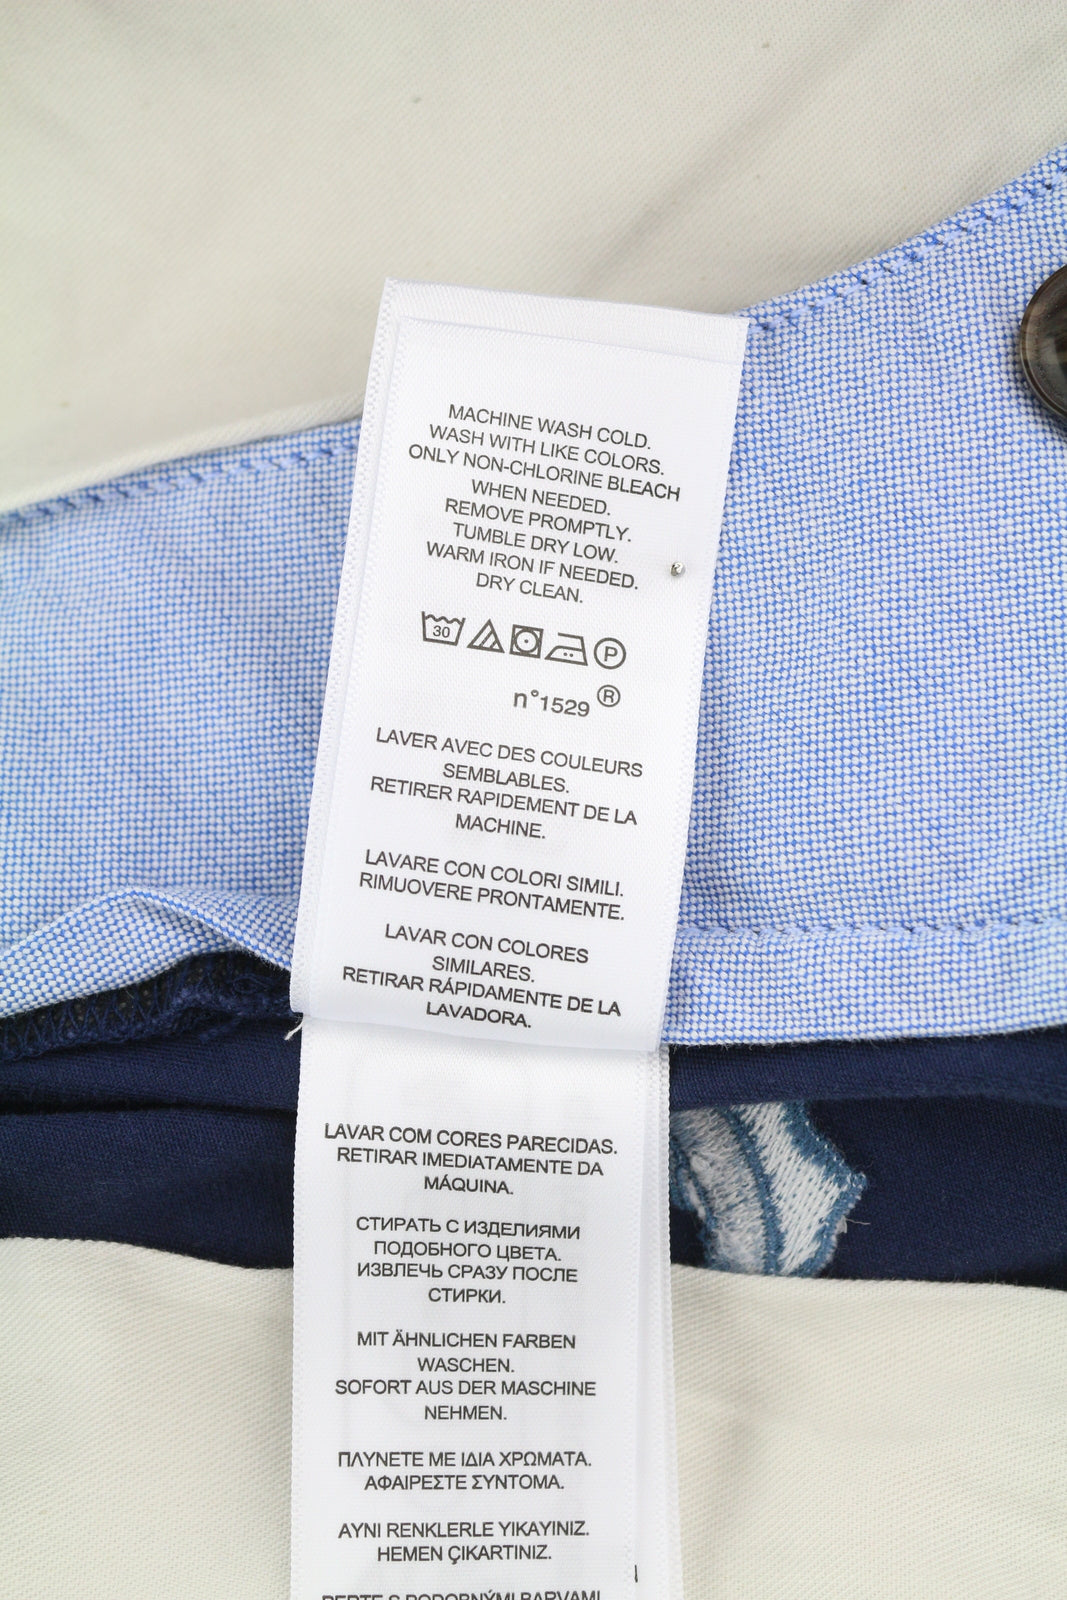 MACHINE WASH COLD.
WASH WITH LIKE COLORS.
ONLY NON-CHLORINE BLEACH
WHEN NEEDED.
REMOVE PROMPTLY.
TUMBLE DRY LOW.
WARM IRON IF NEEDED.
DRY CLEAN.
30 P
n°1529 ®
LAVER AVEC DES COULEURS
SEMBLABLES.
RETIRER RAPIDEMENT DE LA
MACHINE.
LAVARE CON COLORI SIMILI.
RIMUOVERE PRONTAMENTE.
LAVAR CON COLORES
SIMILARES.
RETIRAR RÁPIDAMENTE DE LA
LAVADORA.
LAVAR COM CORES PARECIDAS.
RETIRAR IMEDIATAMENTE DA
MÁQUINA.
СТИРАТЬ С ИЗДЕЛИЯМИ
ПОДОБНОГО ЦВЕТА.
ИЗВЛЕЧЬ СРАЗУ ПОСЛЕ
СТИРКИ.
MIT ÄHNLICHEN FARBEN
WASCHEN.
SOFORT AUS DER MASCHINE
NEHMEN.
ΠΛΥΝΕΤΕ ΜΕ ΙΔΙΑ ΧΡΩΜΑΤΑ.
ΑΦΑΙΡΕΣΤΕ ΣΥΝΤΟΜΑ.
AYNI RENKLERLE YIKAYINIZ.
HEMEN ÇIKARTINIZ.
PERTE S PODOBNÝMI BARVAMI